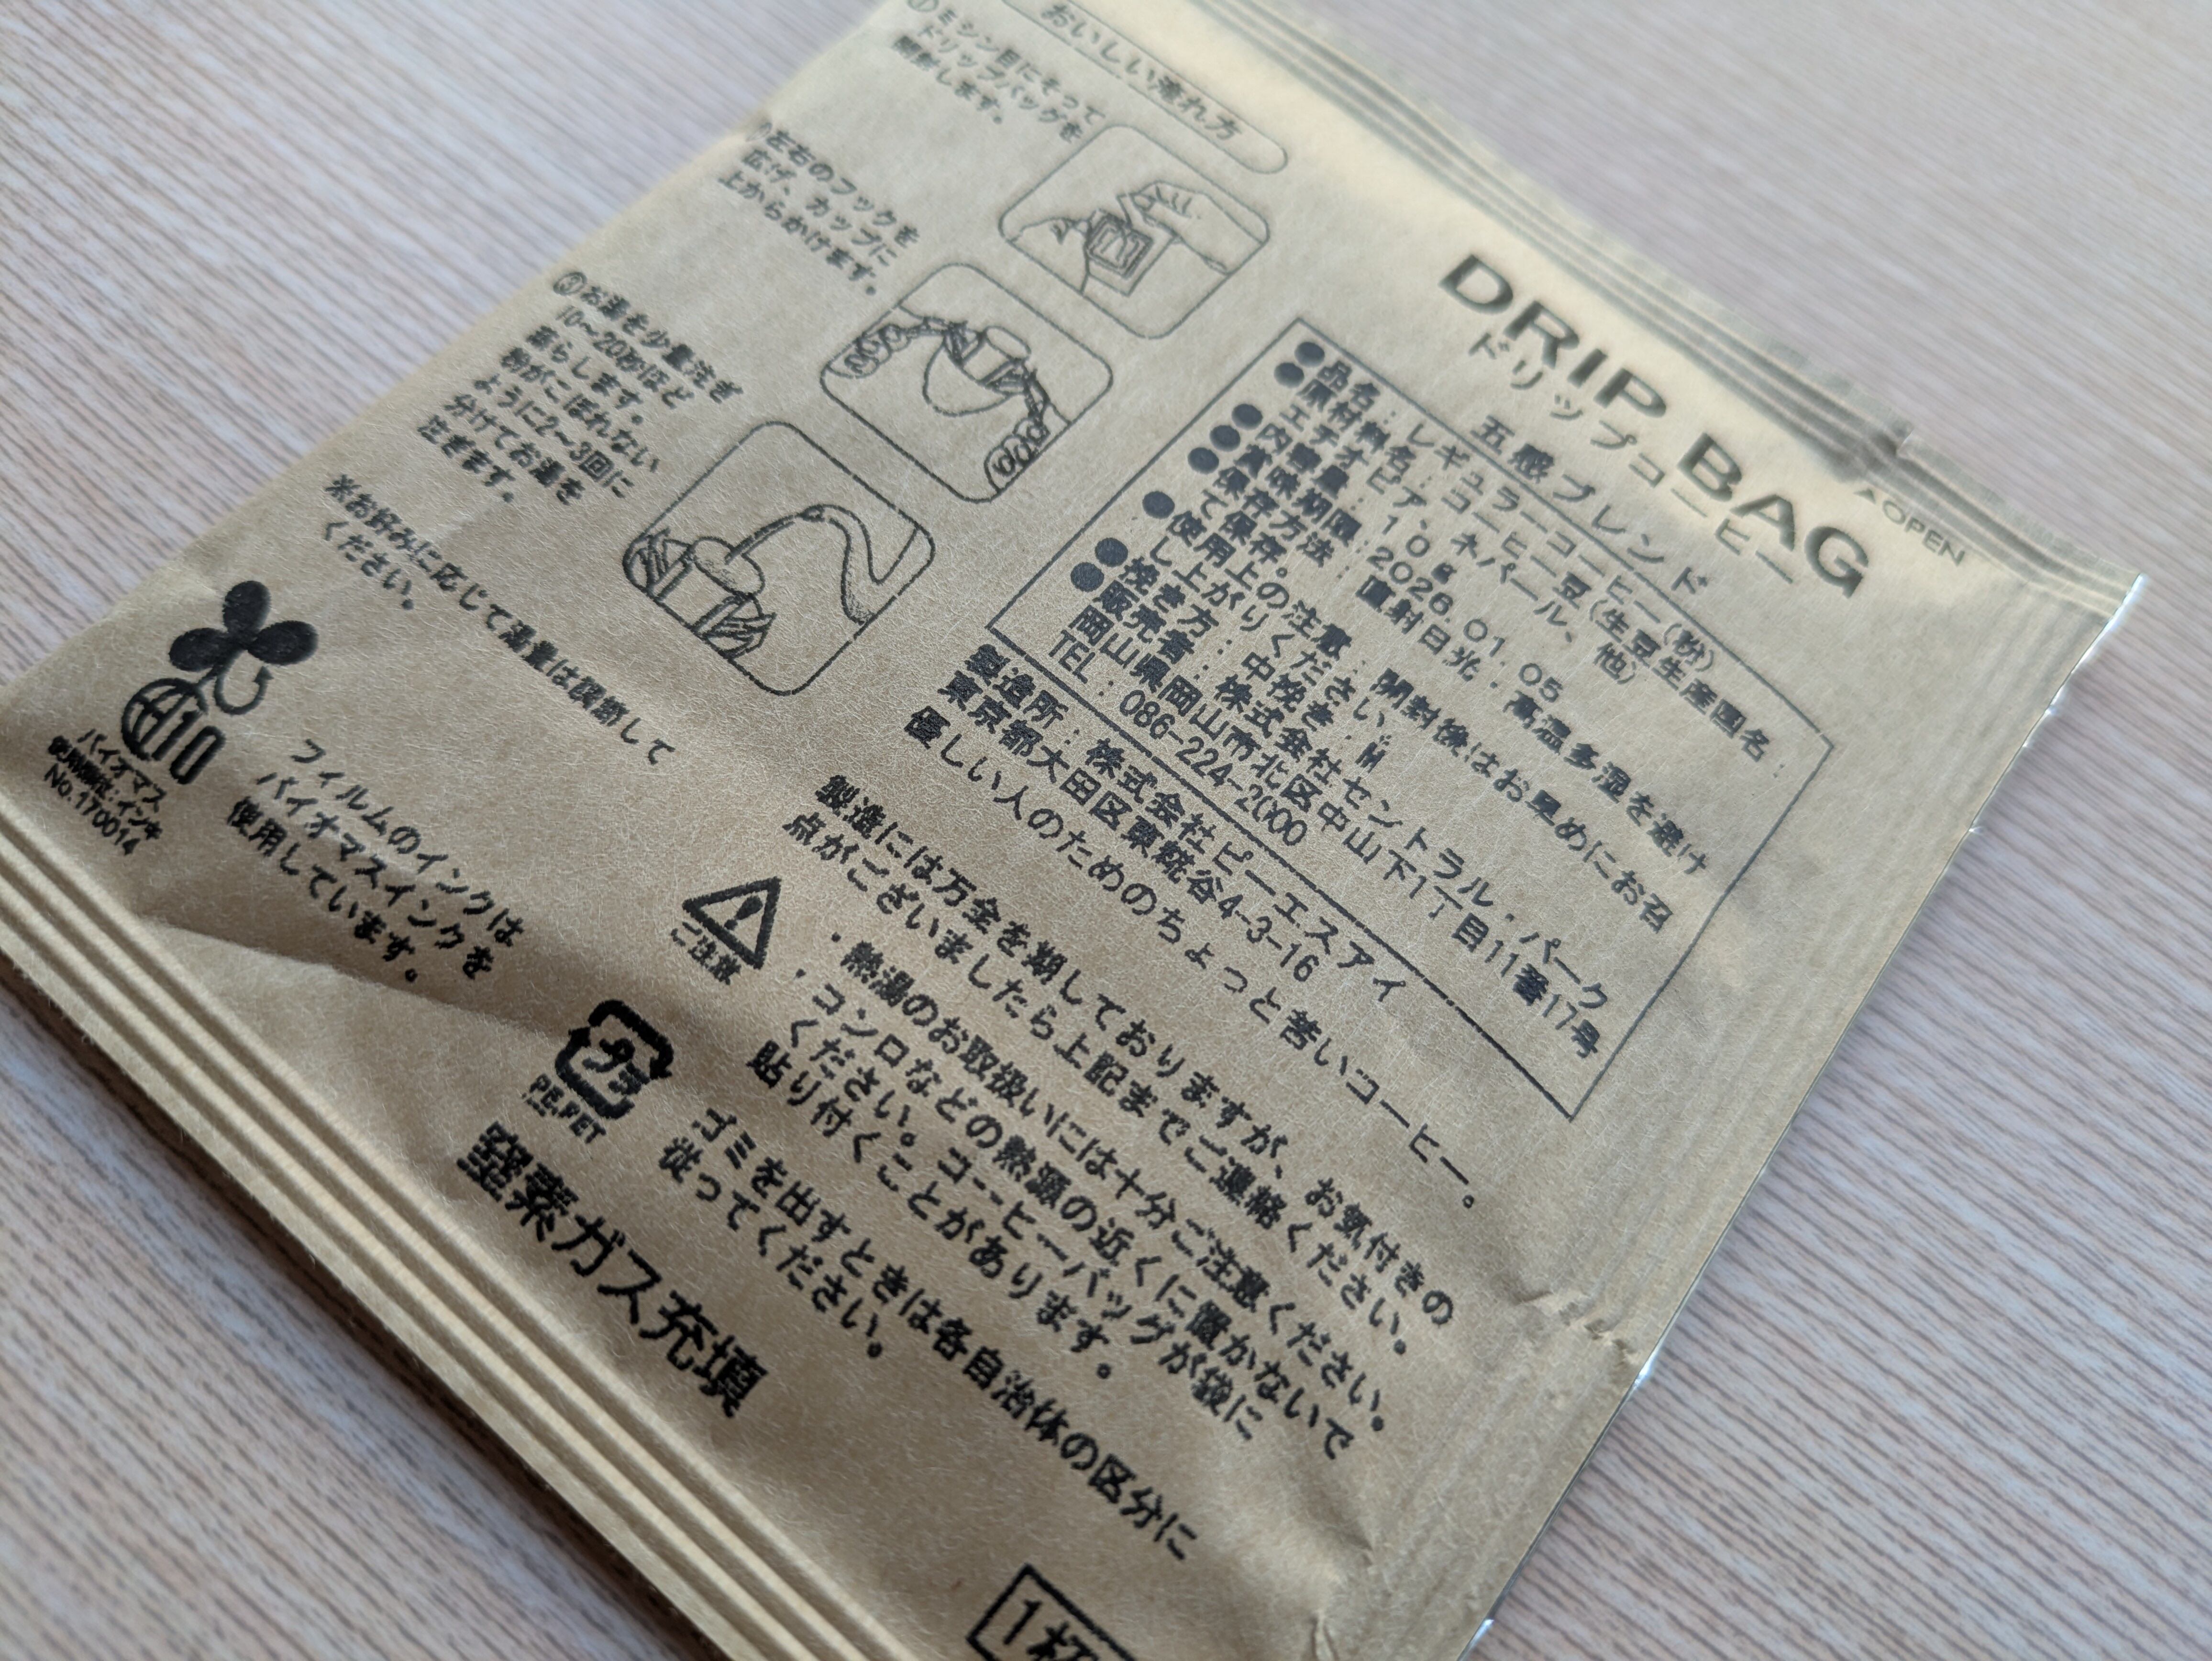 ▲OPEN
DRIP BAG
ドリップコーヒー
五感ブレンド
●品名：レギュラーコーヒー（粉）
●原材料名：コーヒー豆（生豆生産国名：
エチオピア、ネパール、他）
●内容量：１０ｇ
●賞味期限：2026.01.05
●保存方法：直射日光・高温多湿を避け
て保存。
●使用上の注意：開封後はお早めにお召
し上がりください。
●挽き方：中挽き：M
●販売者：株式会社セントラル・パーク
岡山県岡山市北区中山下1丁目11番17号
TEL：086-224-2000
製造所：株式会社ピーエスアイ
東京都大田区東糀谷4-3-16
優しい人のためのちょっと苦いコーヒー。
おいしい淹れ方
①ミシン目にそって
ドリップバッグを
開封します。
左右のフックを
広げ、カップに
上からかけます。
③お湯を少量注ぎ
10〜20秒ほど
蒸らします。
粉がこぼれない
ように2〜3回に
分けてお湯を
注ぎます。
※お好みに応じて湯量は調節して
ください。
製造には万全を期しておりますが、お気付きの
点がございましたら上記までご連絡ください。
ご注意
・熱湯のお取扱いには十分ご注意ください。
・コンロなどの熱源の近くに置かないで
ください。コーヒーバッグが袋に
貼り付くことがあります。
10
バイオマス
使用部位：インキ
No.170014
フィルムのインクは
バイオマスインクを
使用しています。
プラ
PE,PET
ゴミを出すときは各自治体の区分に
従ってください。
窒素ガス充填
1杯